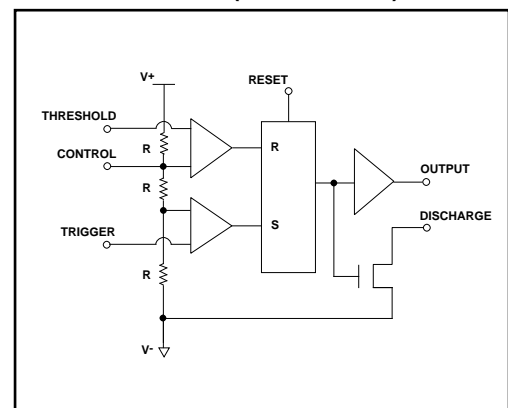 V+
RESET
THRESHOLD
R
CONTROL
R
R
OUTPUT
DISCHARGE
TRIGGER
S
R
V-